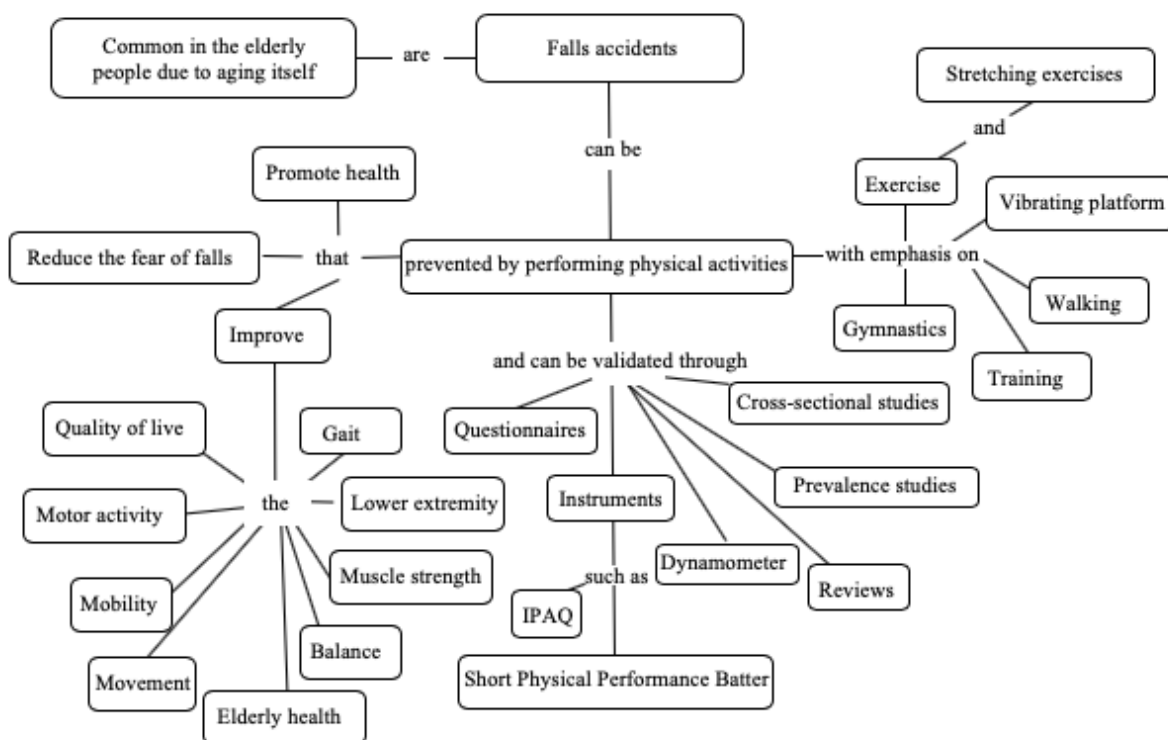 Common in the elderly
people due to aging itself
are
Falls accidents
Stretching exercises
and
can be
Promote health
Exercise
Vibrating platform
Reduce the fear of falls
that
prevented by performing physical activities
with emphasis on
Walking
Improve
Gymnastics
and can be validated through
Training
Cross-sectional studies
Quality of live
Gait
Questionnaires
Prevalence studies
the
Lower extremity
Instruments
Motor activity
Dynamometer
Muscle strength
such as
Reviews
Mobility
IPAQ
Balance
Movement
Short Physical Performance Batter
Elderly health